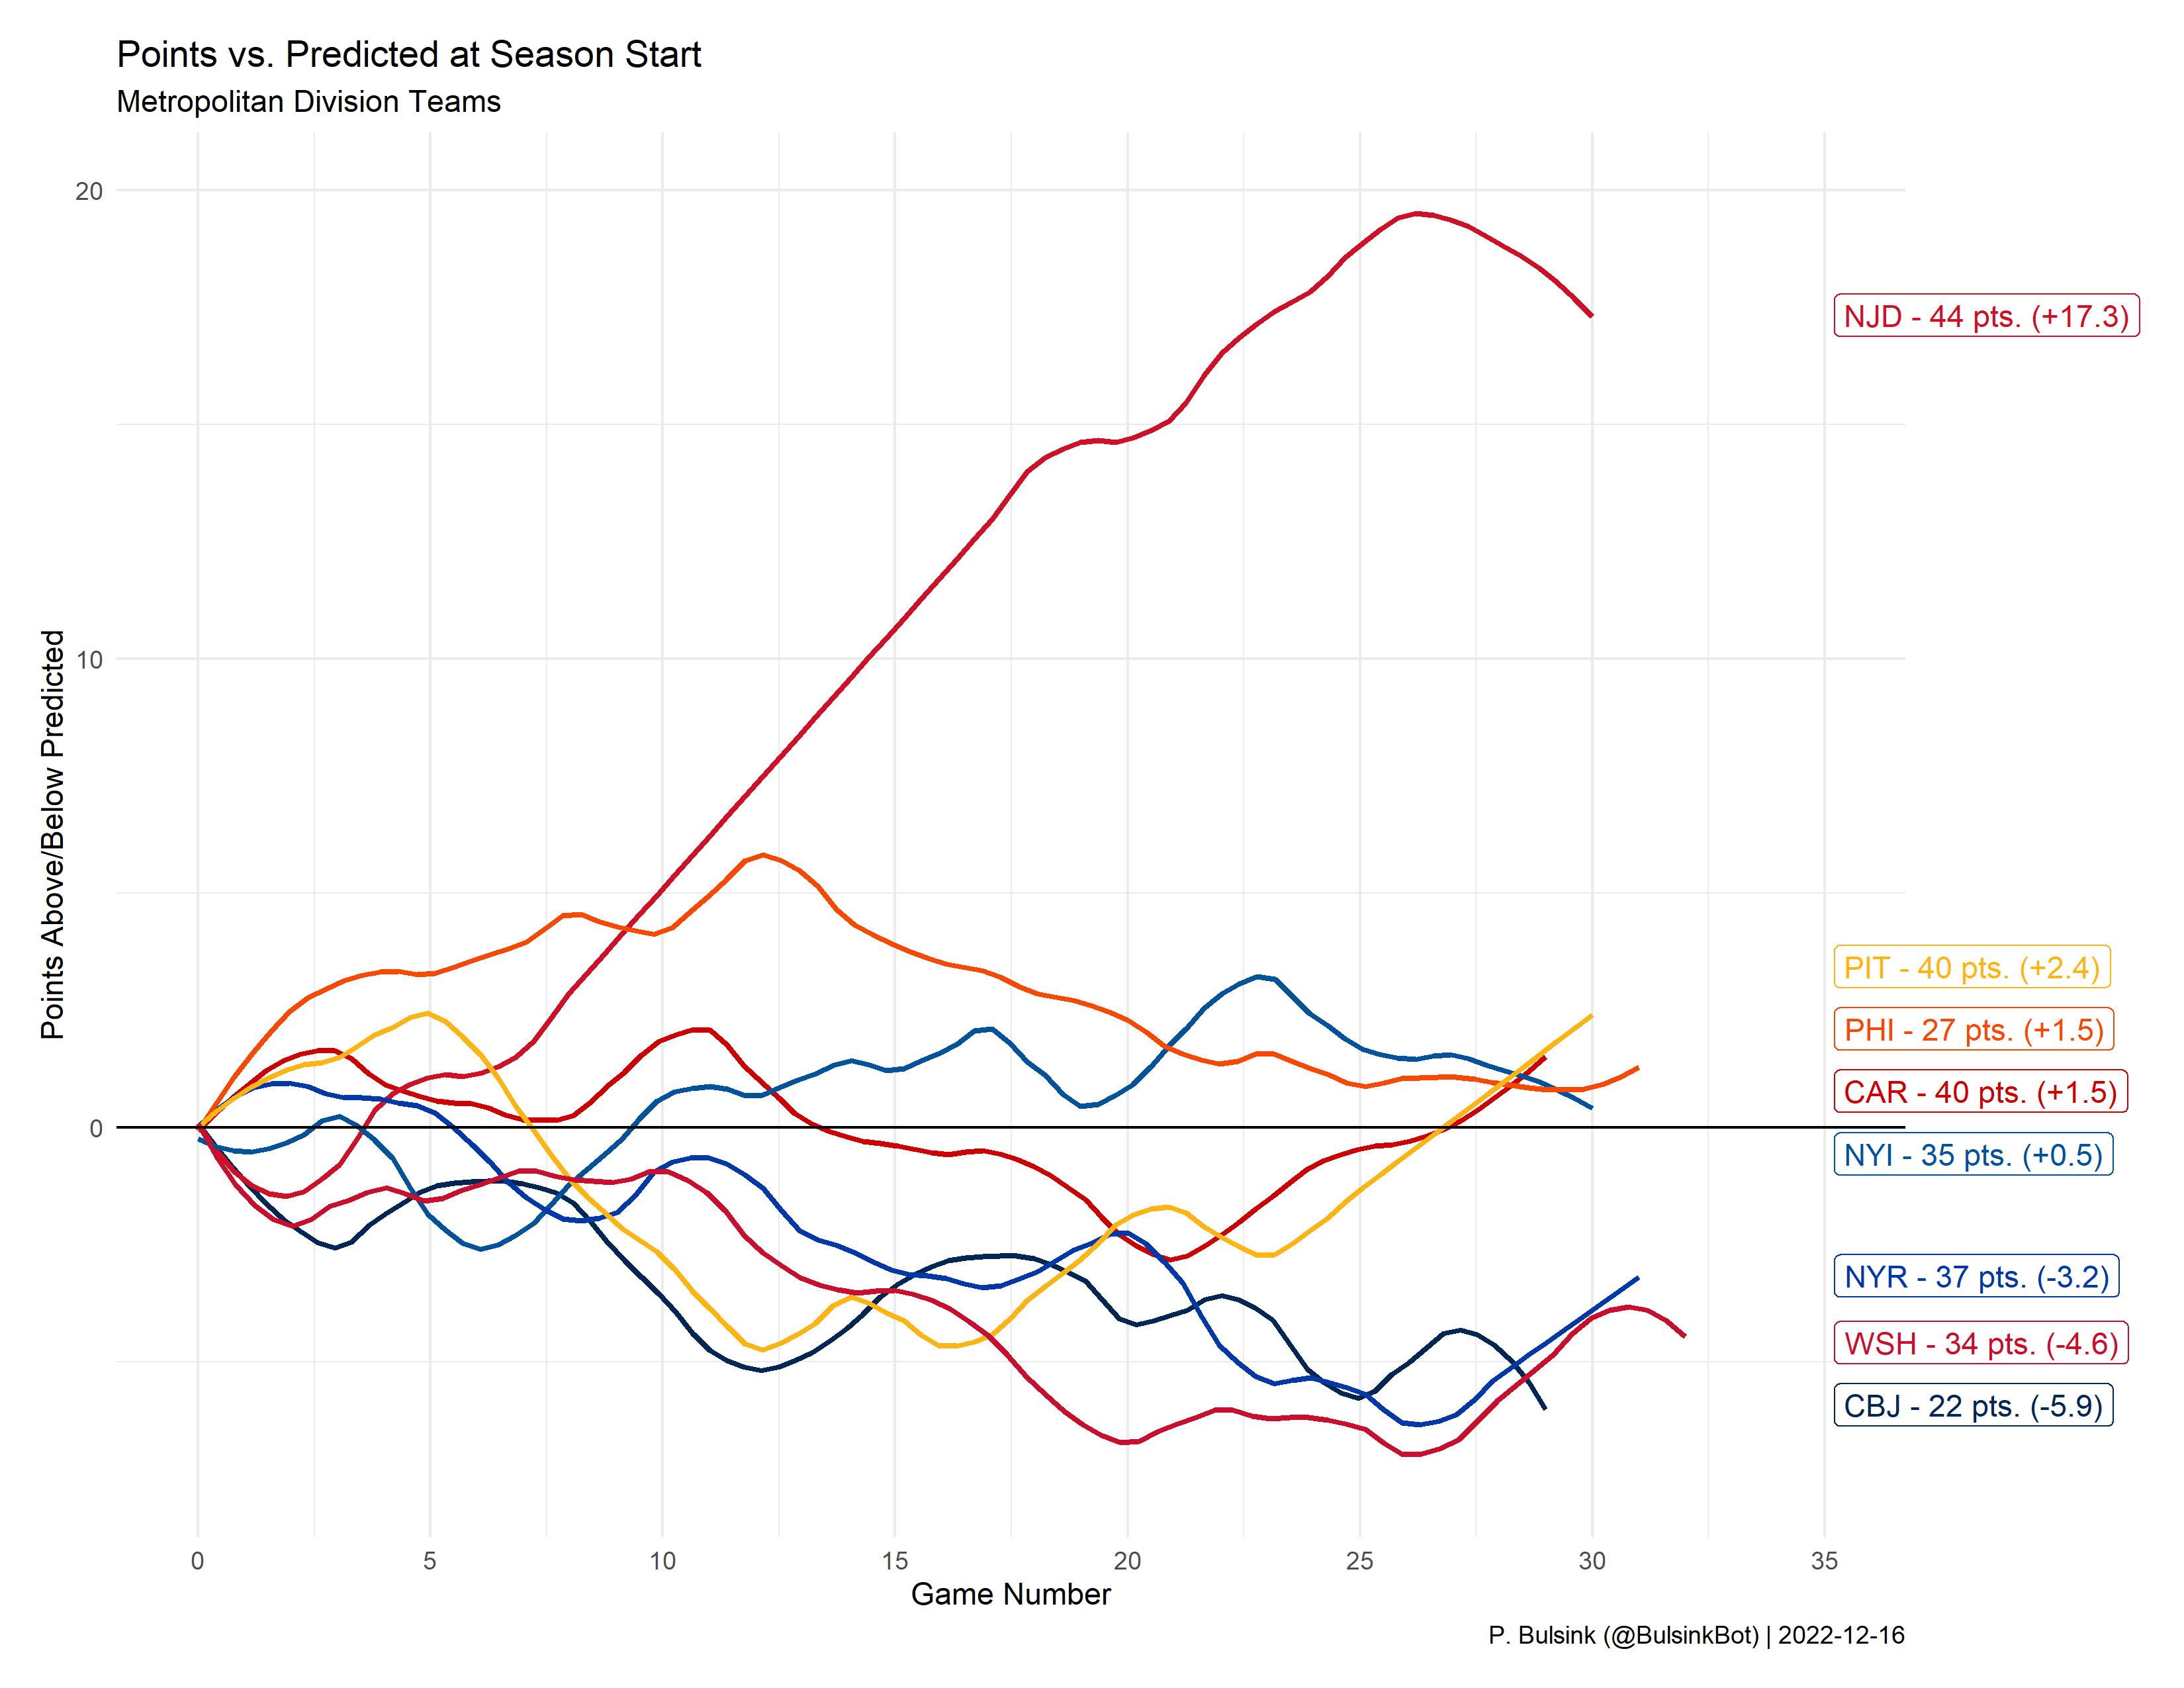 Points vs. Predicted at Season Start
Metropolitan Division Teams
Points Above/Below Predicted
20
10
0
NJD - 44 pts. (+17.3)
PIT - 40 pts. (+2.4)
PHI - 27 pts. (+1.5)
CAR - 40 pts. (+1.5)
NYI - 35 pts. (+0.5)
NYR - 37 pts. (-3.2)
WSH - 34 pts. (-4.6)
CBJ - 22 pts. (-5.9)
0 5 10 15 20 25 30 35
Game Number
P. Bulsink (@BulsinkBot) | 2022-12-16